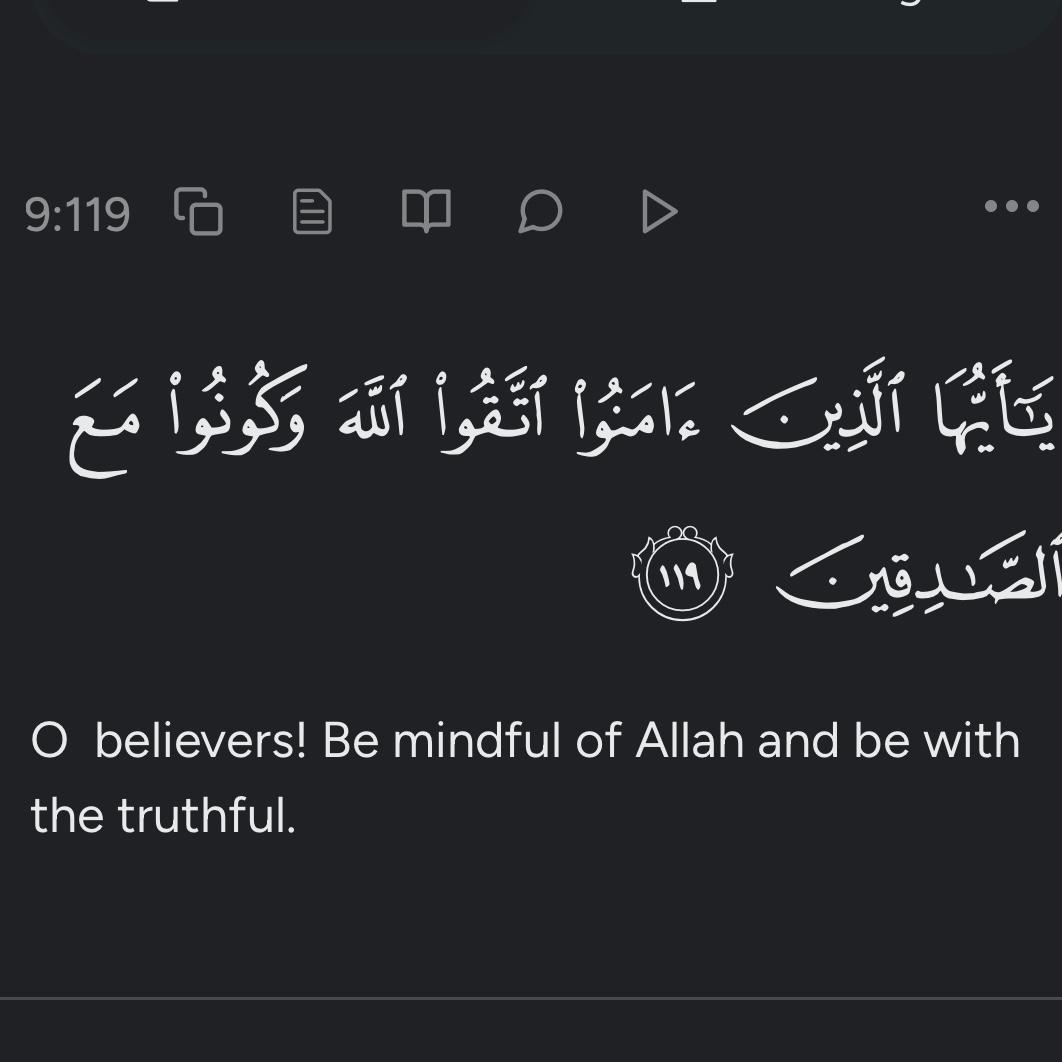 9:119
يَـٰٓأَيُّهَا ٱلَّذِينَ ءَامَنُوا۟ ٱتَّقُوا۟ ٱللَّهَ وَكُونُوا۟ مَعَ
ٱلصَّـٰدِقِينَ ١١٩
O believers! Be mindful of Allah and be with
the truthful.